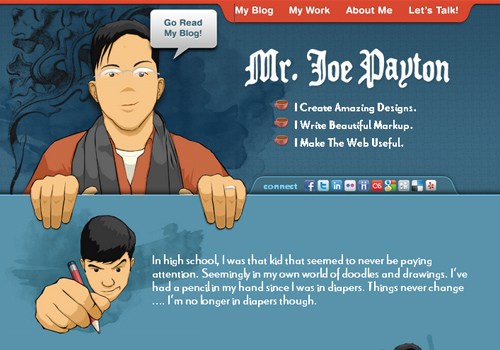 My Blog My Work About Me Let's Talk!
Go Read
My Blog!
Mr. Joe Payton
I Create Amazing Designs.
I Write Beautiful Markup.
I Make The Web Useful.
connect
In high school, I was that kid that seemed to never be paying
attention. Seemingly in my own world of doodles and drawings. I've
had a pencil in my hand since I was in diapers. Things never change
.... I'm no longer in diapers though.